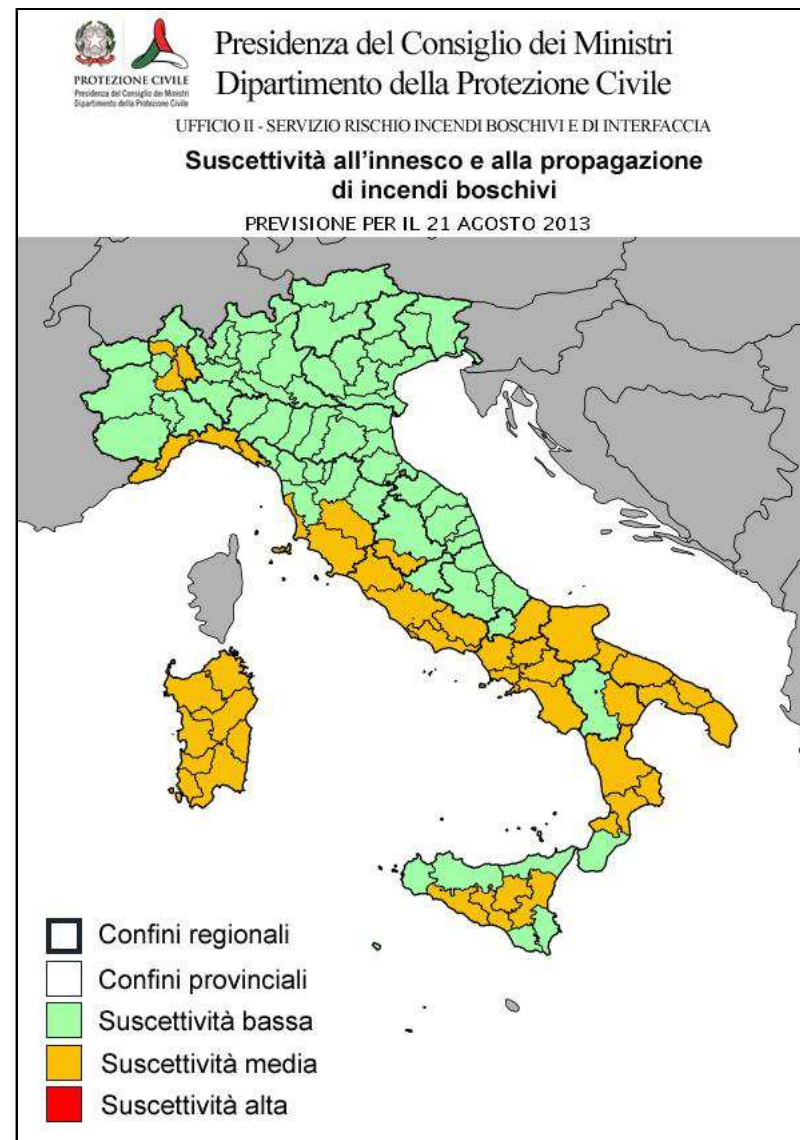 Presidenza del Consiglio dei Ministri
Dipartimento della Protezione Civile
PROTEZIONE CIVILE
Presidenza del Consiglio dei Ministri
Dipartimento della Protezione Civile
UFFICIO II - SERVIZIO RISCHIO INCENDI BOSCHIVI E DI INTERFACCIA
Suscettività all'innesco e alla propagazione
di incendi boschivi
PREVISIONE PER IL 21 AGOSTO 2013
Confini regionali
Confini provinciali
Suscettività bassa
Suscettività media
Suscettività alta